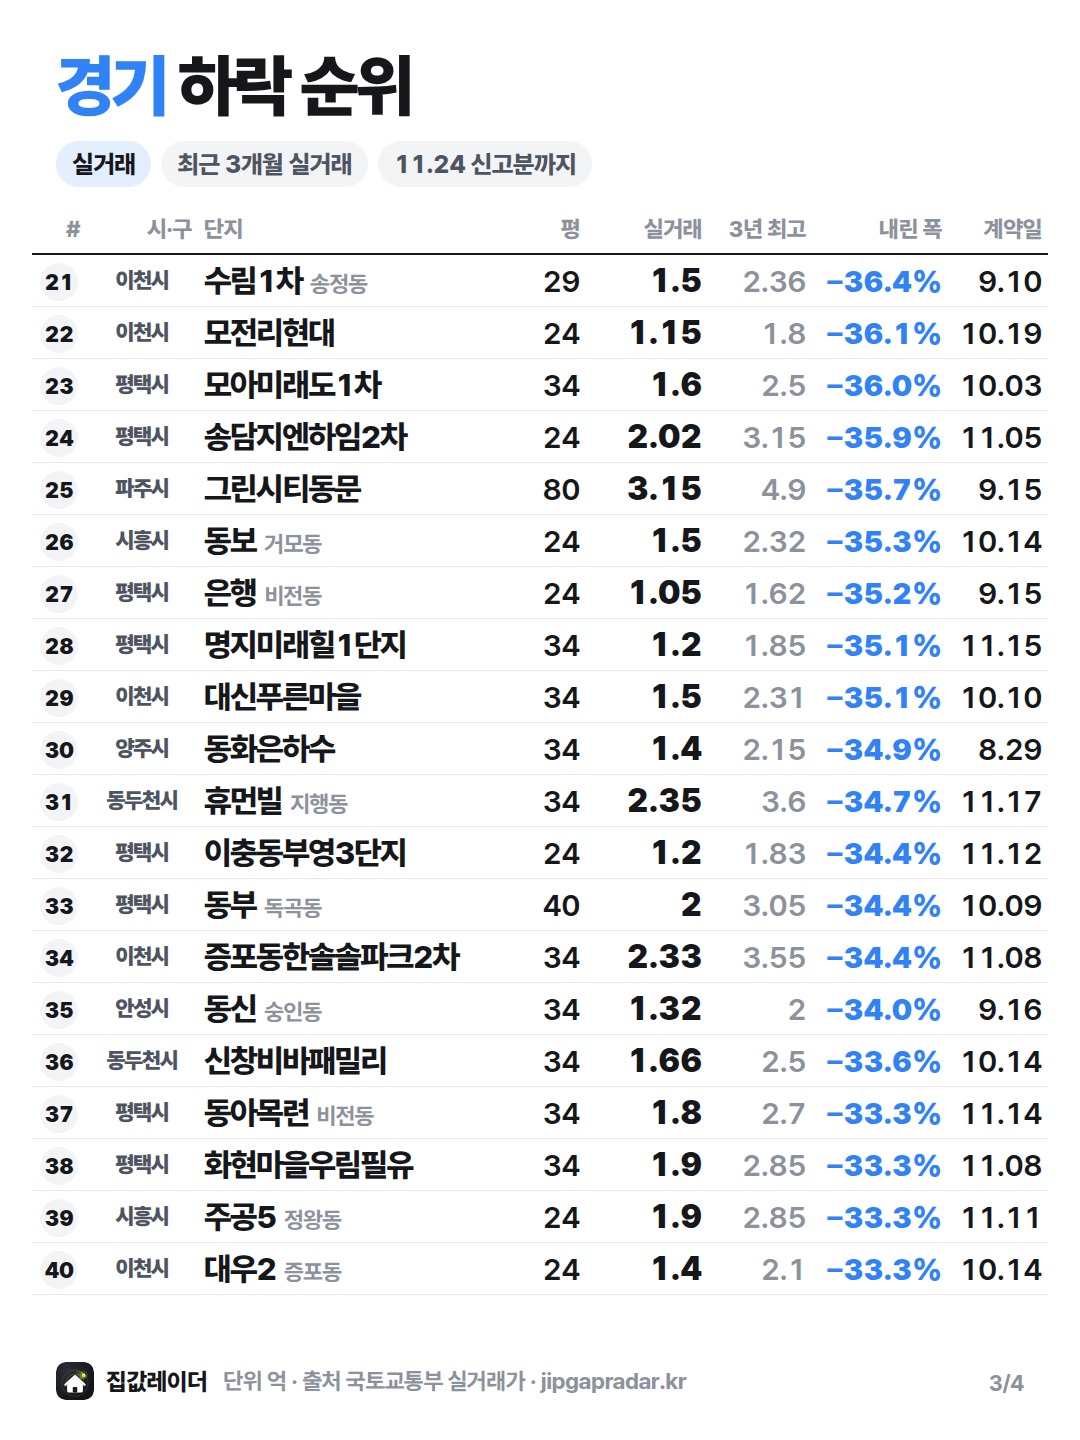 경기 하락 순위
실거래 최근 3개월 실거래 11.24 신고분까지
# 시·구 단지 평 실거래 3년 최고 내린 폭 계약일
21 이천시 수림1차 송정동 29 1.5 2.36 −36.4% 9.10
22 이천시 모전리현대 24 1.15 1.8 −36.1% 10.19
23 평택시 모아미래도1차 34 1.6 2.5 −36.0% 10.03
24 평택시 송담지엔하임2차 24 2.02 3.15 −35.9% 11.05
25 파주시 그린시티동문 80 3.15 4.9 −35.7% 9.15
26 시흥시 동보 거모동 24 1.5 2.32 −35.3% 10.14
27 평택시 은행 비전동 24 1.05 1.62 −35.2% 9.15
28 평택시 명지미래힐1단지 34 1.2 1.85 −35.1% 11.15
29 이천시 대신푸른마을 34 1.5 2.31 −35.1% 10.10
30 양주시 동화은하수 34 1.4 2.15 −34.9% 8.29
31 동두천시 휴먼빌 지행동 34 2.35 3.6 −34.7% 11.17
32 평택시 이충동부영3단지 24 1.2 1.83 −34.4% 11.12
33 평택시 동부 독곡동 40 2 3.05 −34.4% 10.09
34 이천시 증포동한솔솔파크2차 34 2.33 3.55 −34.4% 11.08
35 안성시 동신 숭인동 34 1.32 2 −34.0% 9.16
36 동두천시 신창비바패밀리 34 1.66 2.5 −33.6% 10.14
37 평택시 동아목련 비전동 34 1.8 2.7 −33.3% 11.14
38 평택시 화현마을우림필유 34 1.9 2.85 −33.3% 11.08
39 시흥시 주공5 정왕동 24 1.9 2.85 −33.3% 11.11
40 이천시 대우2 증포동 24 1.4 2.1 −33.3% 10.14
집값레이더 단위 억 · 출처 국토교통부 실거래가 · jipgapradar.kr 3/4